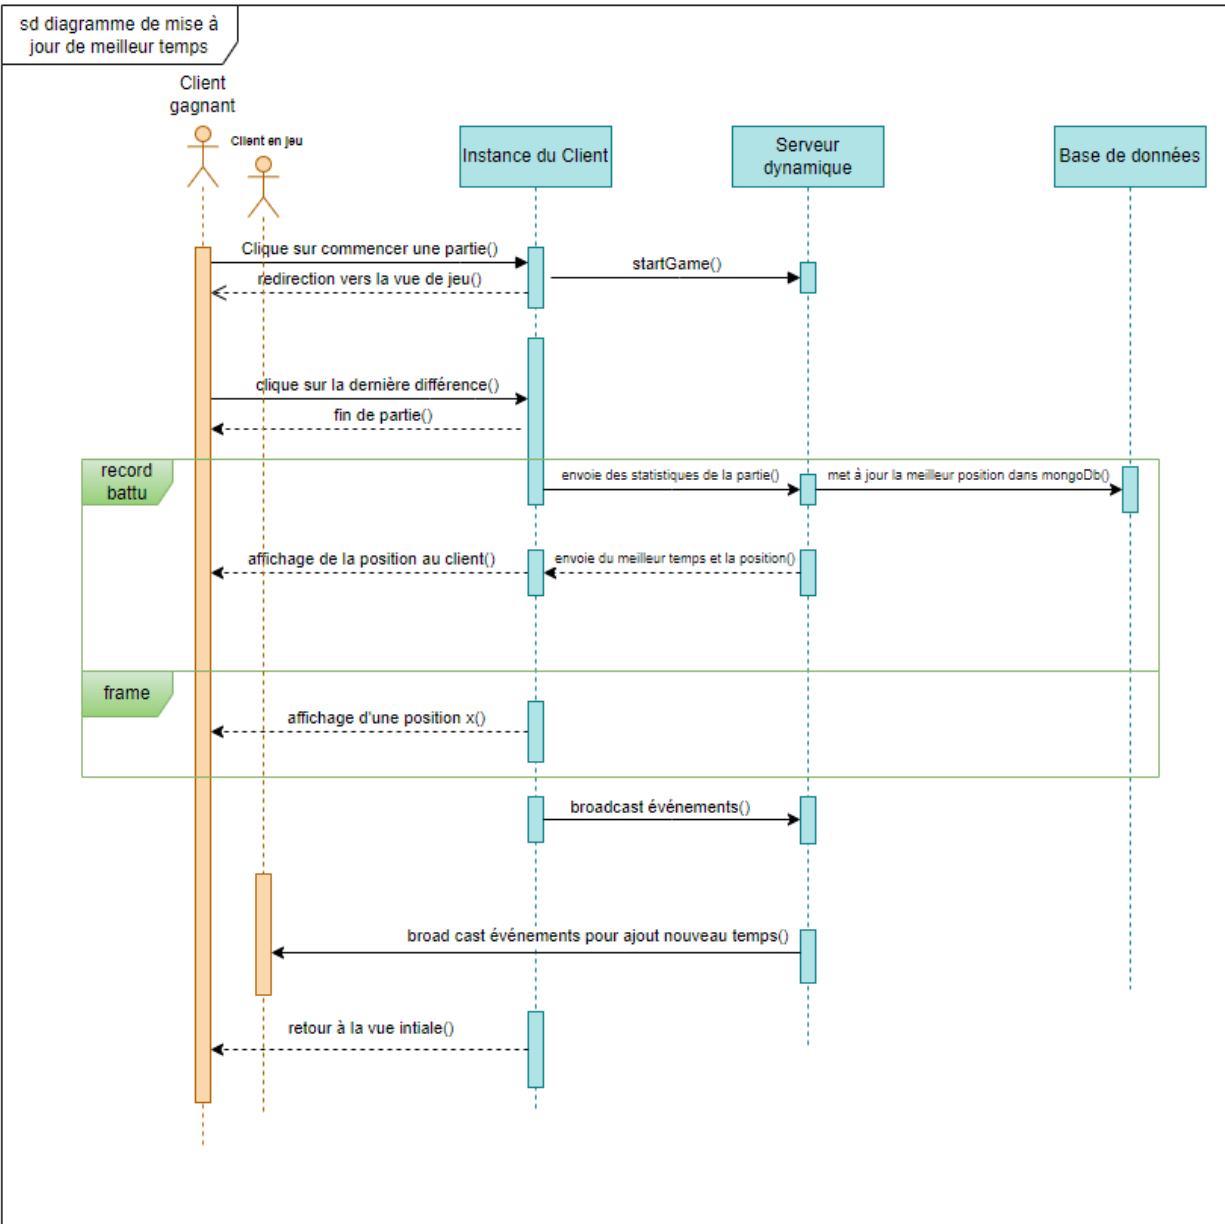 sd diagramme de mise à
jour de meilleur temps
Client
gagnant
Client en jeu
Instance du Client
Serveur
dynamique
Base de données
Clique sur commencer une partie()
startGame()
redirection vers la vue de jeu()
clique sur la dernière différence()
fin de partie()
record
battu
envoie des statistiques de la partie()
met à jour la meilleur position dans mongoDb()
affichage de la position au client()
envoie du meilleur temps et la position()
frame
affichage d'une position x()
broadcast événements()
broad cast événements pour ajout nouveau temps()
retour à la vue intiale()